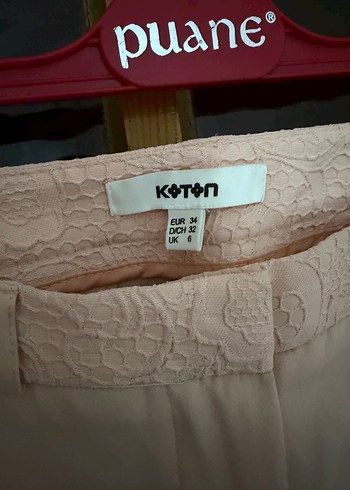 puane®
KOTON
EUR 34
D/CH 32
UK 6